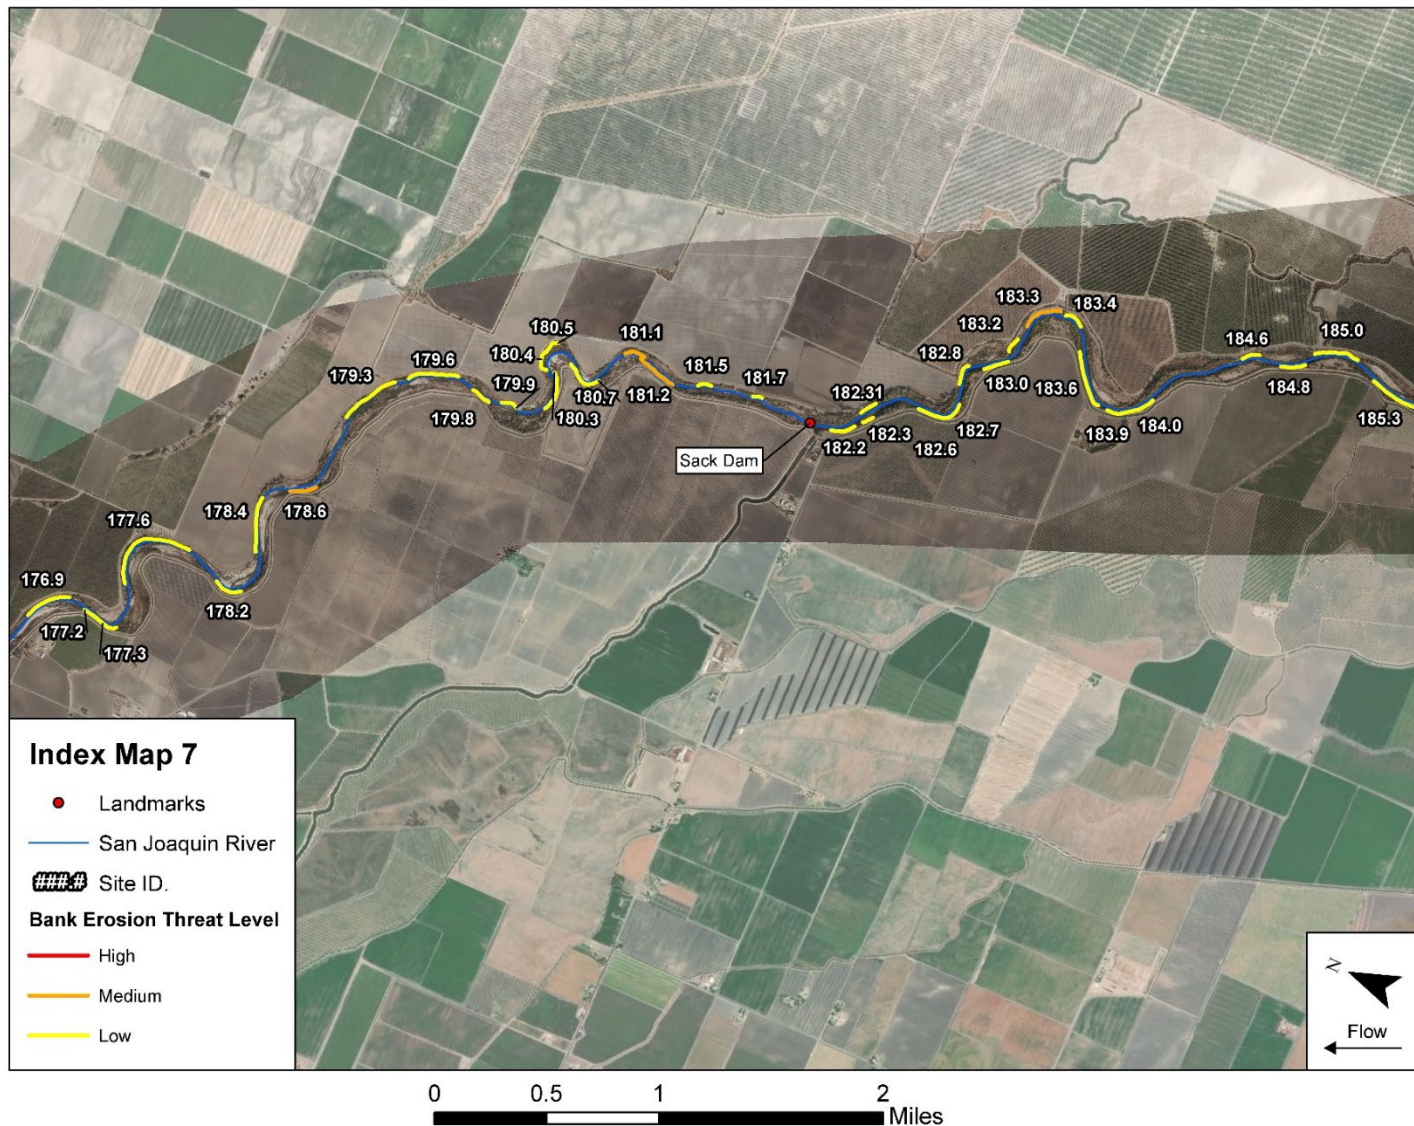 183.3
183.4
183.2
180.5
181.1
185.0
184.6
180.4
182.8
179.6
181.5
179.3
181.7
183.0
184.8
179.9
182.31
183.6
180.7
181.2
185.3
179.8
180.3
182.7
184.0
182.3
182.2
182.6
183.9
Sack Dam
178.4
178.6
177.6
176.9
178.2
177.2
177.3
Index Map 7
Landmarks
San Joaquin River
###.# Site ID.
Bank Erosion Threat Level
High
Medium
Low
N
Flow
0 0.5 1 2
Miles